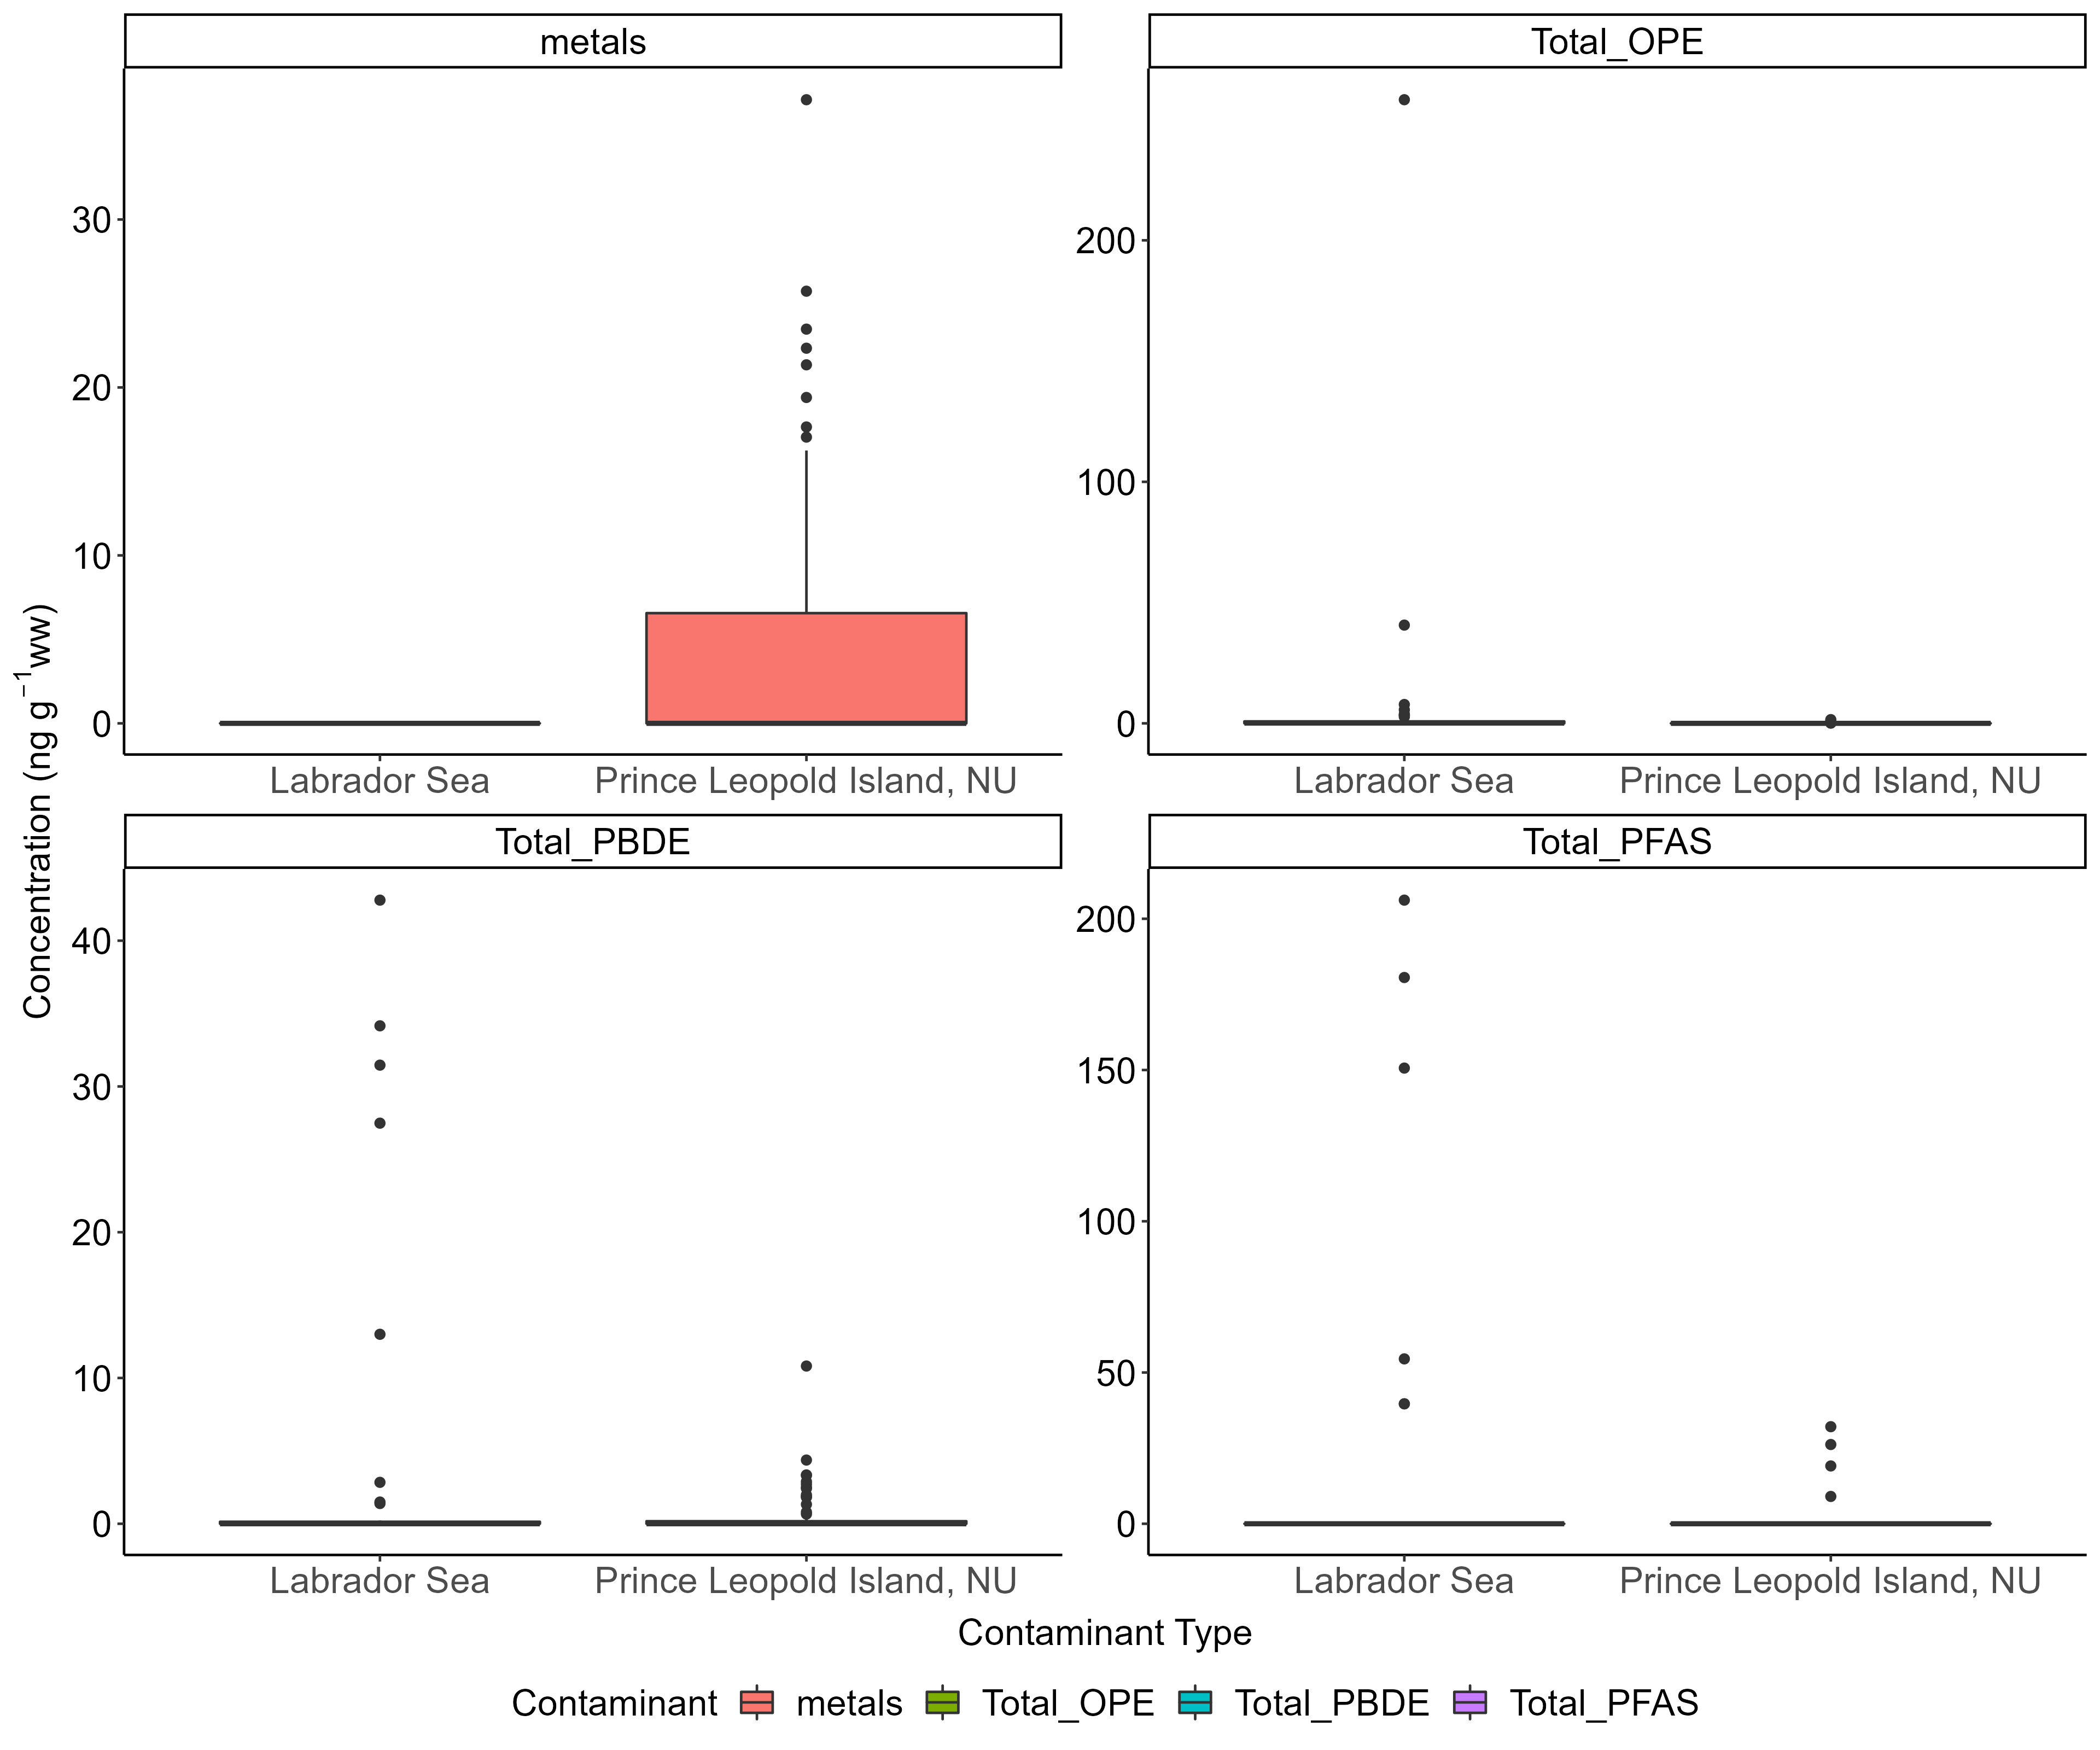 metals
Total_OPE
30
20
10
0
200
100
0
Labrador Sea
Prince Leopold Island, NU
Labrador Sea
Prince Leopold Island, NU
Concentration (ng g⁻¹ww)
Total_PBDE
Total_PFAS
40
30
20
10
0
200
150
100
50
0
Labrador Sea
Prince Leopold Island, NU
Labrador Sea
Prince Leopold Island, NU
Contaminant Type
Contaminant metals Total_OPE Total_PBDE Total_PFAS